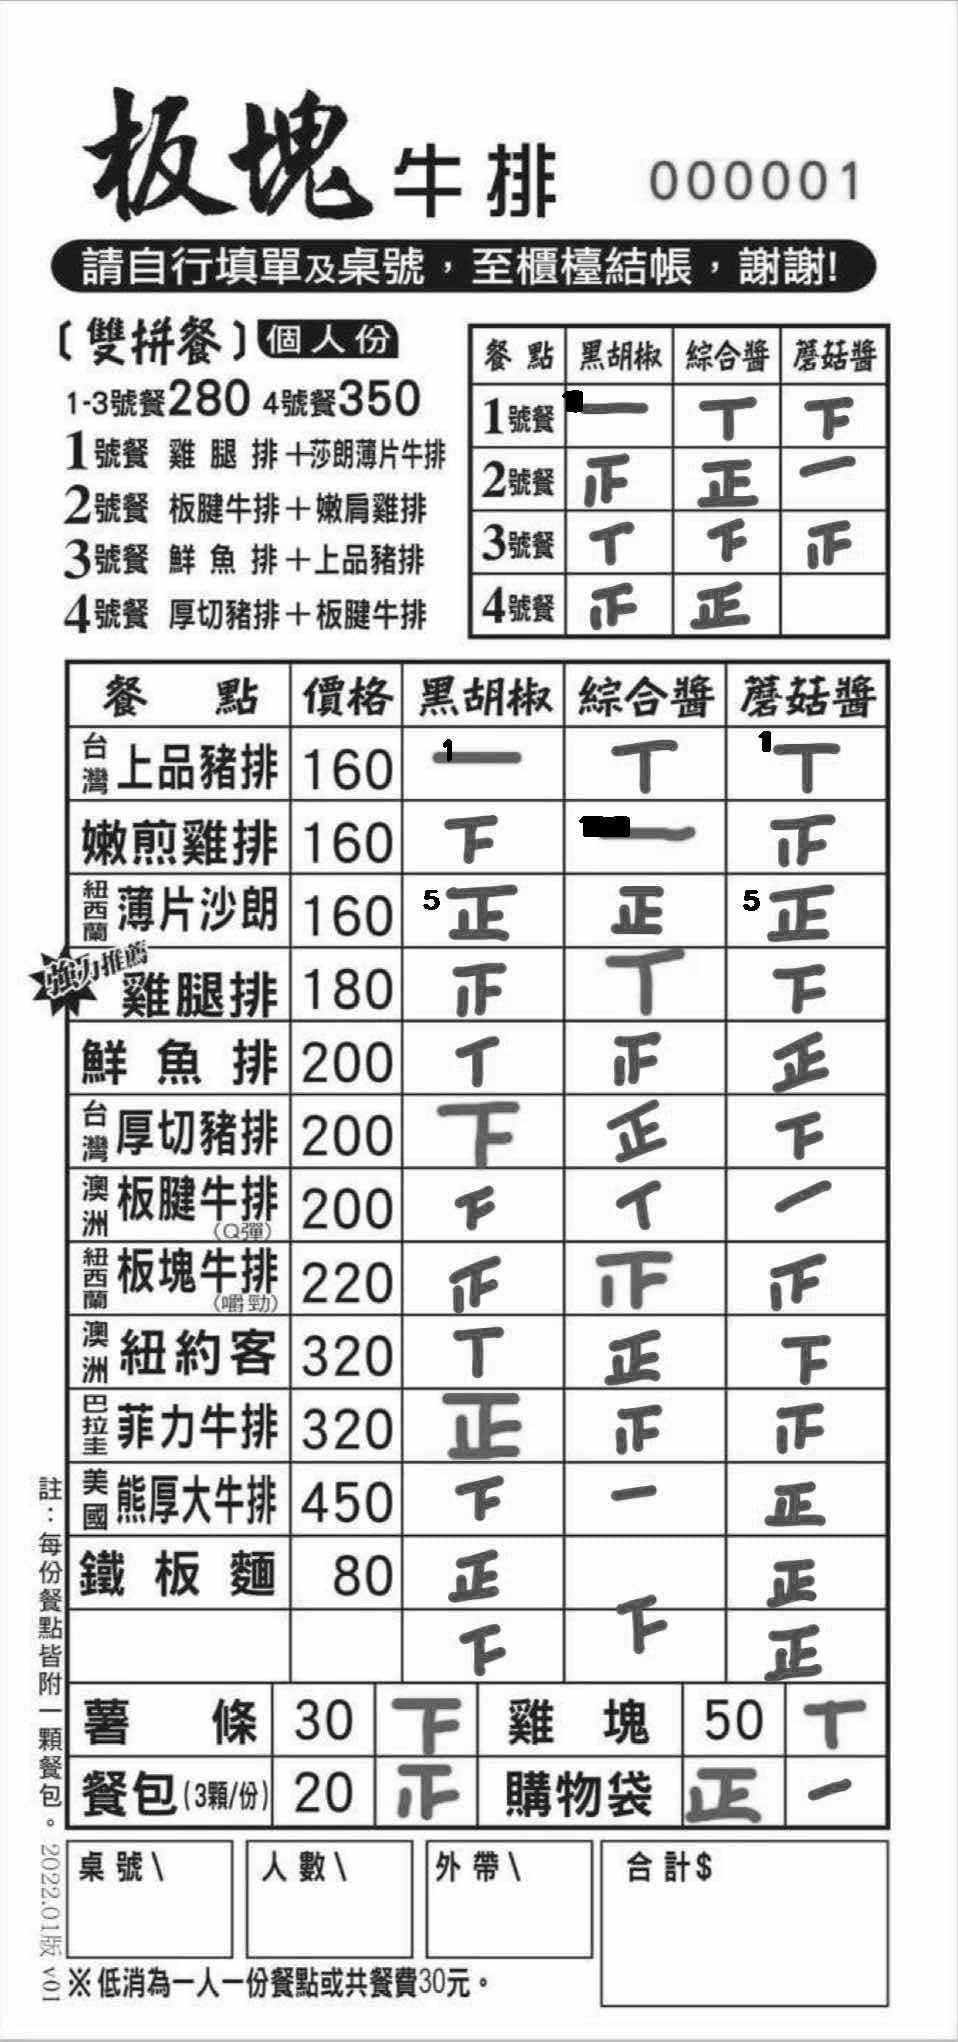 板塊牛排 000001
請自行填單及桌號，至櫃檯結帳，謝謝!
〔雙拼餐〕個人份
1-3號餐280 4號餐350
1號餐 雞腿排＋莎朗薄片牛排
2號餐 板腱牛排＋嫩肩雞排
3號餐 鮮魚排＋上品豬排
4號餐 厚切豬排＋板腱牛排
餐點 黑胡椒 綜合醬 蘑菇醬
1號餐 一 丅 下
2號餐 正 正 一
3號餐 丅 下 正
4號餐 正 正
餐點 價格 黑胡椒 綜合醬 蘑菇醬
台灣 上品豬排 160 1 一 丅 1 丅
嫩煎雞排 160 下 一 正
紐西蘭 薄片沙朗 160 5 正 正 5 正
強力推薦 雞腿排 180 正 丅 下
鮮魚排 200 丅 正 正
台灣 厚切豬排 200 下 正 下
澳洲 板腱牛排 (Q彈) 200 下 丅 一
紐西蘭 板塊牛排 (嚼勁) 220 正 正 正
澳洲 紐約客 320 丅 正 下
巴拉圭 菲力牛排 320 正 正 正
美國 熊厚大牛排 450 下 一 正
鐵板麵 80 正 正
下 下 正
薯條 30 下 雞塊 50 丅
餐包(3顆/份) 20 正 購物袋 正 一
註：每份餐點皆附一顆餐包。 2022.01版 v01
桌號\ 人數\ 外帶\ 合計$
※低消為一人一份餐點或共餐費30元。